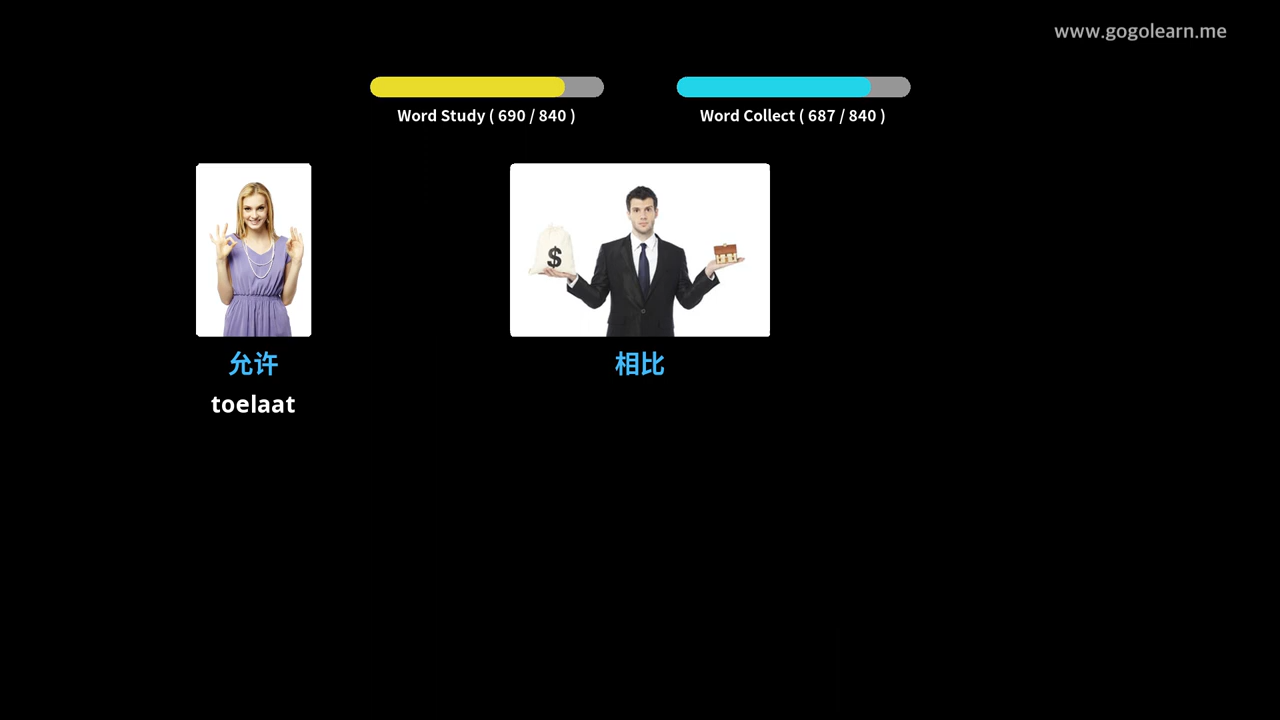 www.gogolearn.me
Word Study ( 690 / 840 )
Word Collect ( 687 / 840 )
$
允许
相比
toelaat